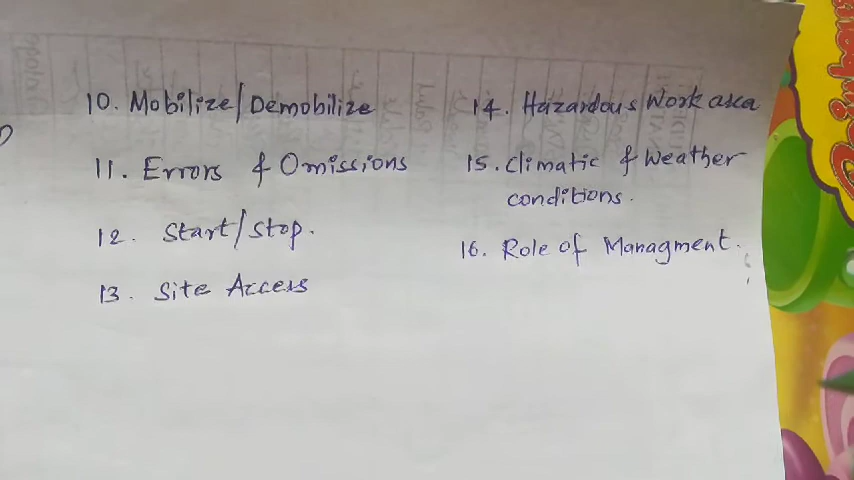 10. Mobilize/Demobilize
11. Errors & Omissions
12. Start/Stop.
13. Site Access
14. Hazardous Work area
15. Climatic & Weather
conditions.
16. Role of Managment.